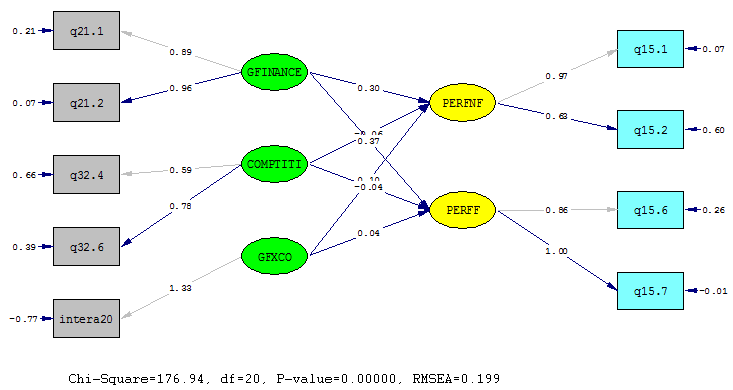 0.21 q21.1
0.07 q21.2
0.66 q32.4
0.39 q32.6
-0.77 intera20
0.89
0.96
0.59
0.78
1.33
GFINANCE
COMPTITI
GFXCO
0.30
0.37
-0.04
0.04
PERFNF
PERFF
0.97
0.63
0.86
1.00
q15.1 0.07
q15.2 0.60
q15.6 0.26
q15.7 -0.01
Chi-Square=176.94, df=20, P-value=0.00000, RMSEA=0.199